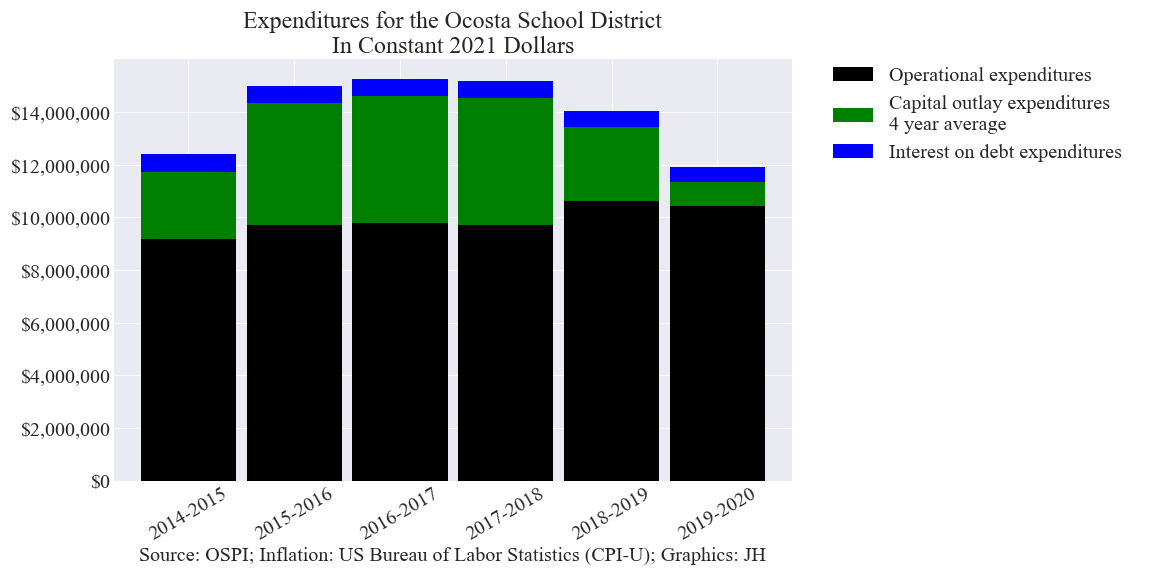 Expenditures for the Ocosta School District
In Constant 2021 Dollars
$14,000,000
$12,000,000
$10,000,000
$8,000,000
$6,000,000
$4,000,000
$2,000,000
$0
2014-2015
2015-2016
2016-2017
2017-2018
2018-2019
2019-2020
Source: OSPI; Inflation: US Bureau of Labor Statistics (CPI-U); Graphics: JH
Operational expenditures
Capital outlay expenditures
4 year average
Interest on debt expenditures